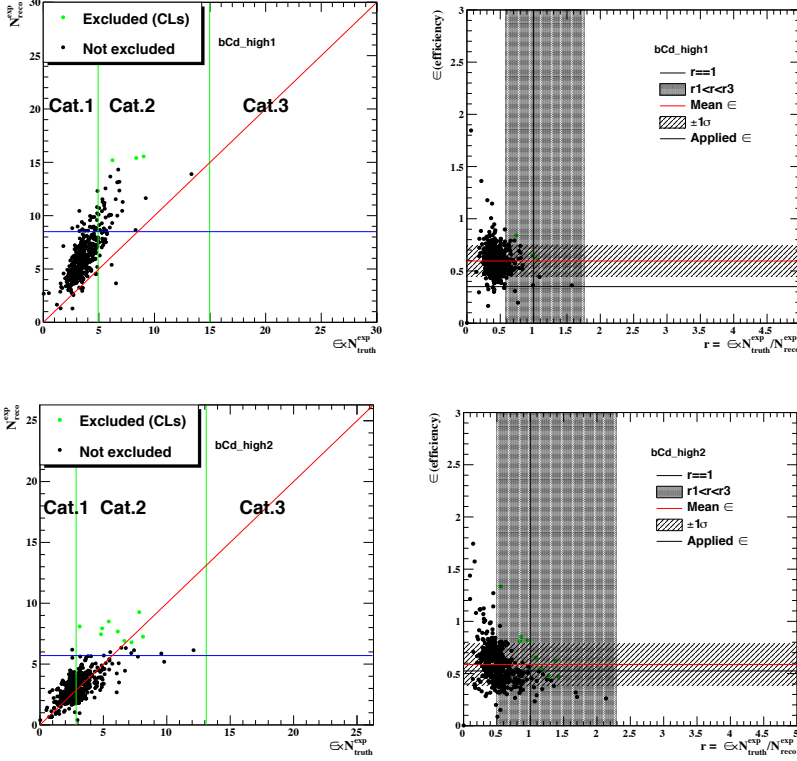 N^exp_reco
30
25
20
15
10
5
0
Excluded (CLs)
Not excluded
bCd_high1
Cat.1 Cat.2 Cat.3
0 5 10 15 20 25 30
∈×N^exp_truth
∈(efficiency)
3
2.5
2
1.5
1
0.5
0
bCd_high1
r==1
r1<r<r3
Mean ∈
±1σ
Applied ∈
0 0.5 1 1.5 2 2.5 3 3.5 4 4.5 5
r = ∈×N^exp_truth/N^exp_reco
N^exp_reco
25
20
15
10
5
0
Excluded (CLs)
Not excluded
bCd_high2
Cat.1 Cat.2 Cat.3
0 5 10 15 20 25
∈×N^exp_truth
∈(efficiency)
3
2.5
2
1.5
1
0.5
0
bCd_high2
r==1
r1<r<r3
Mean ∈
±1σ
Applied ∈
0 0.5 1 1.5 2 2.5 3 3.5 4 4.5 5
r = ∈×N^exp_truth/N^exp_reco